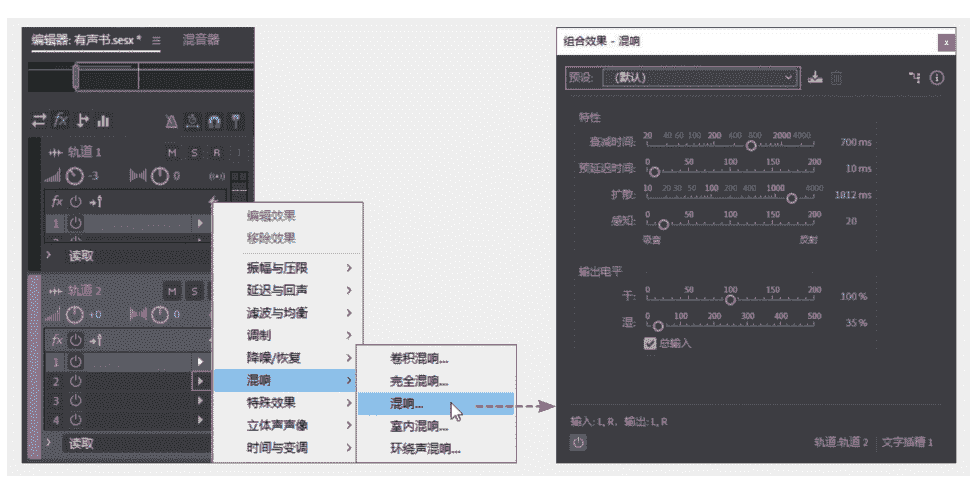 编辑器: 有声书.sesx * ≡ 混音器
fx
轨道 1 M S R I
-3 0
fx
1
读取
轨道 2 M S
+0 0
fx
1
2
3
4
读取
编辑效果
移除效果
振幅与压限
延迟与回声
滤波与均衡
调制
降噪/恢复
混响
特殊效果
立体声声像
时间与变调
卷积混响...
完全混响...
混响...
室内混响...
环绕声混响...
组合效果 - 混响 x
预设: (默认)
特性
20 40 60 100 200 400 800 2000 4000
衰减时间: 700 ms
0 50 100 150 200
预延迟时间: 10 ms
10 20 30 50 100 200 400 1000 4000
扩散: 1012 ms
0 50 100 150 200
感知: 20
吸音 反射
输出电平
0 50 100 150 200
干: 100 %
0 100 200 300 400 500
湿: 35 %
总输入
输入: L, R, 输出: L, R
轨道:轨道 2 文字插槽 1